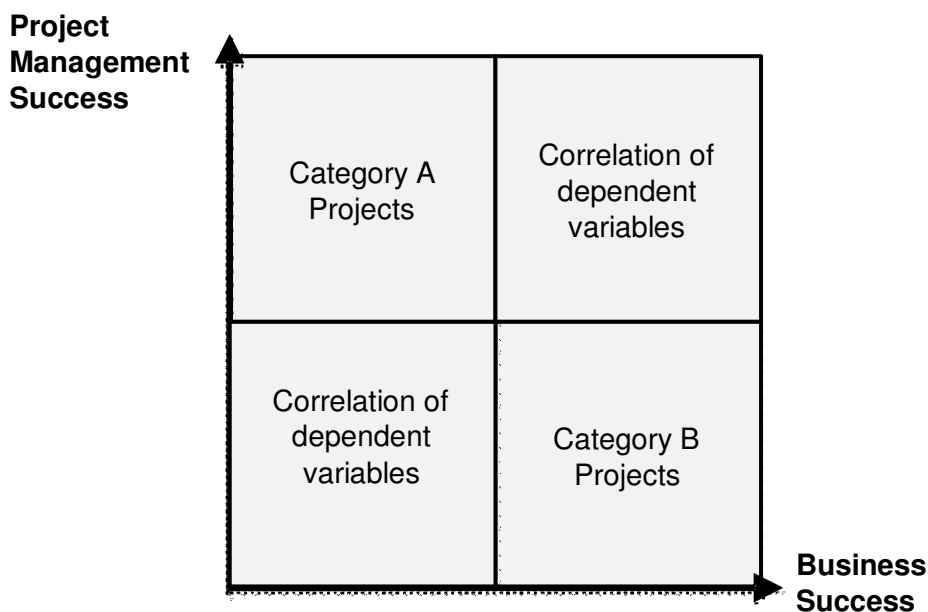 Project
Management
Success
Category A
Projects
Correlation of
dependent
variables
Correlation of
dependent
variables
Category B
Projects
Business
Success